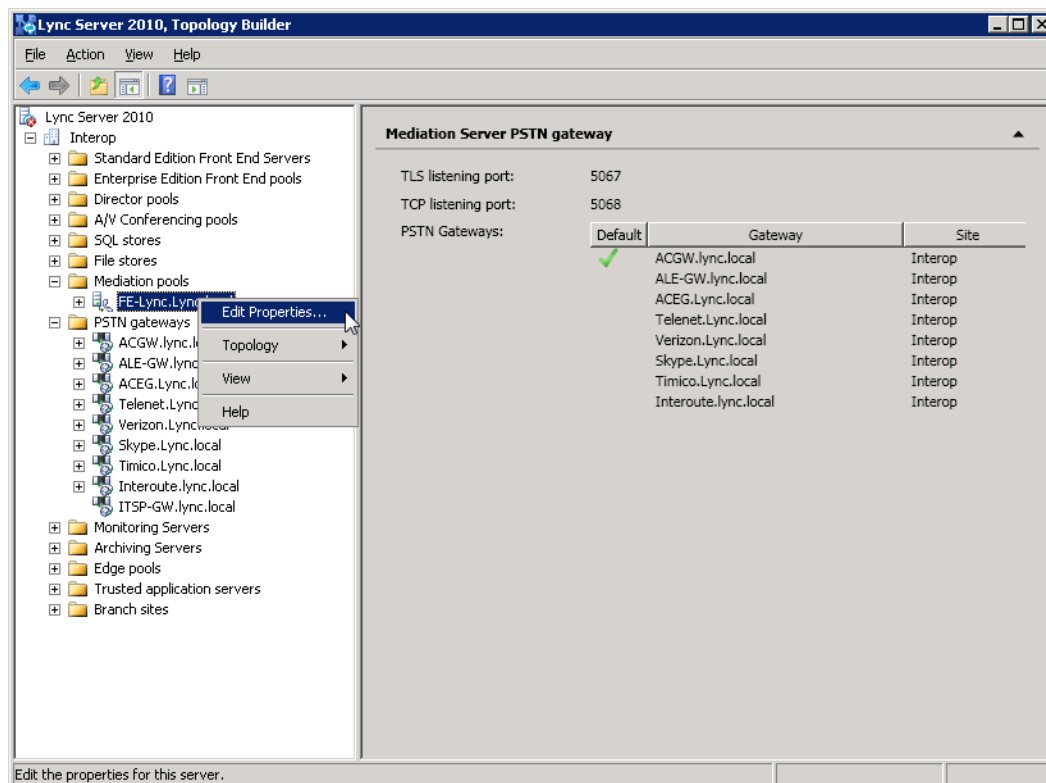 Lync Server 2010, Topology Builder
File Action View Help
Lync Server 2010
Interop
Standard Edition Front End Servers
Enterprise Edition Front End pools
Director pools
A/V Conferencing pools
SQL stores
File stores
Mediation pools
FE-Lync.Lync
PSTN gateways
ACGW.lync.l
ALE-GW.lync
ACEG.Lync.lo
Telenet.Lync
Verizon.Lync.local
Skype.Lync.local
Timico.Lync.local
Interoute.lync.local
ITSP-GW.lync.local
Monitoring Servers
Archiving Servers
Edge pools
Trusted application servers
Branch sites
Edit Properties...
Topology
View
Help
Mediation Server PSTN gateway
TLS listening port: 5067
TCP listening port: 5068
PSTN Gateways:
Default Gateway Site
ACGW.lync.local Interop
ALE-GW.lync.local Interop
ACEG.Lync.local Interop
Telenet.Lync.local Interop
Verizon.Lync.local Interop
Skype.Lync.local Interop
Timico.Lync.local Interop
Interoute.lync.local Interop
Edit the properties for this server.